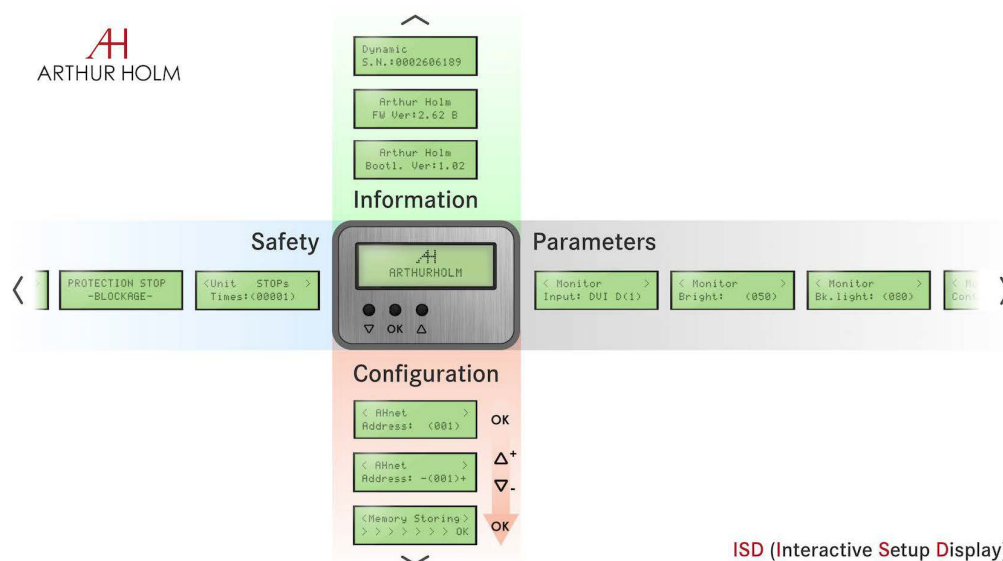 AH
ARTHUR HOLM
Dynamic
S.N.:0002606189
Arthur Holm
FW Ver:2.62 B
Arthur Holm
Bootl. Ver:1.02
Information
Safety
Parameters
PROTECTION STOP
-BLOCKAGE-
<Unit STOPs >
Times:(00001)
AH
ARTHURHOLM
▽ OK △
< Monitor >
Input: DVI D(1)
< Monitor >
Bright: (050)
< Monitor >
Bk.light: (080)
Configuration
< AHnet >
Address: (001)
OK
< AHnet >
Address: -(001)+
△+
▽-
<Memory Storing>
> > > > > > > OK
OK
ISD (Interactive Setup Display)